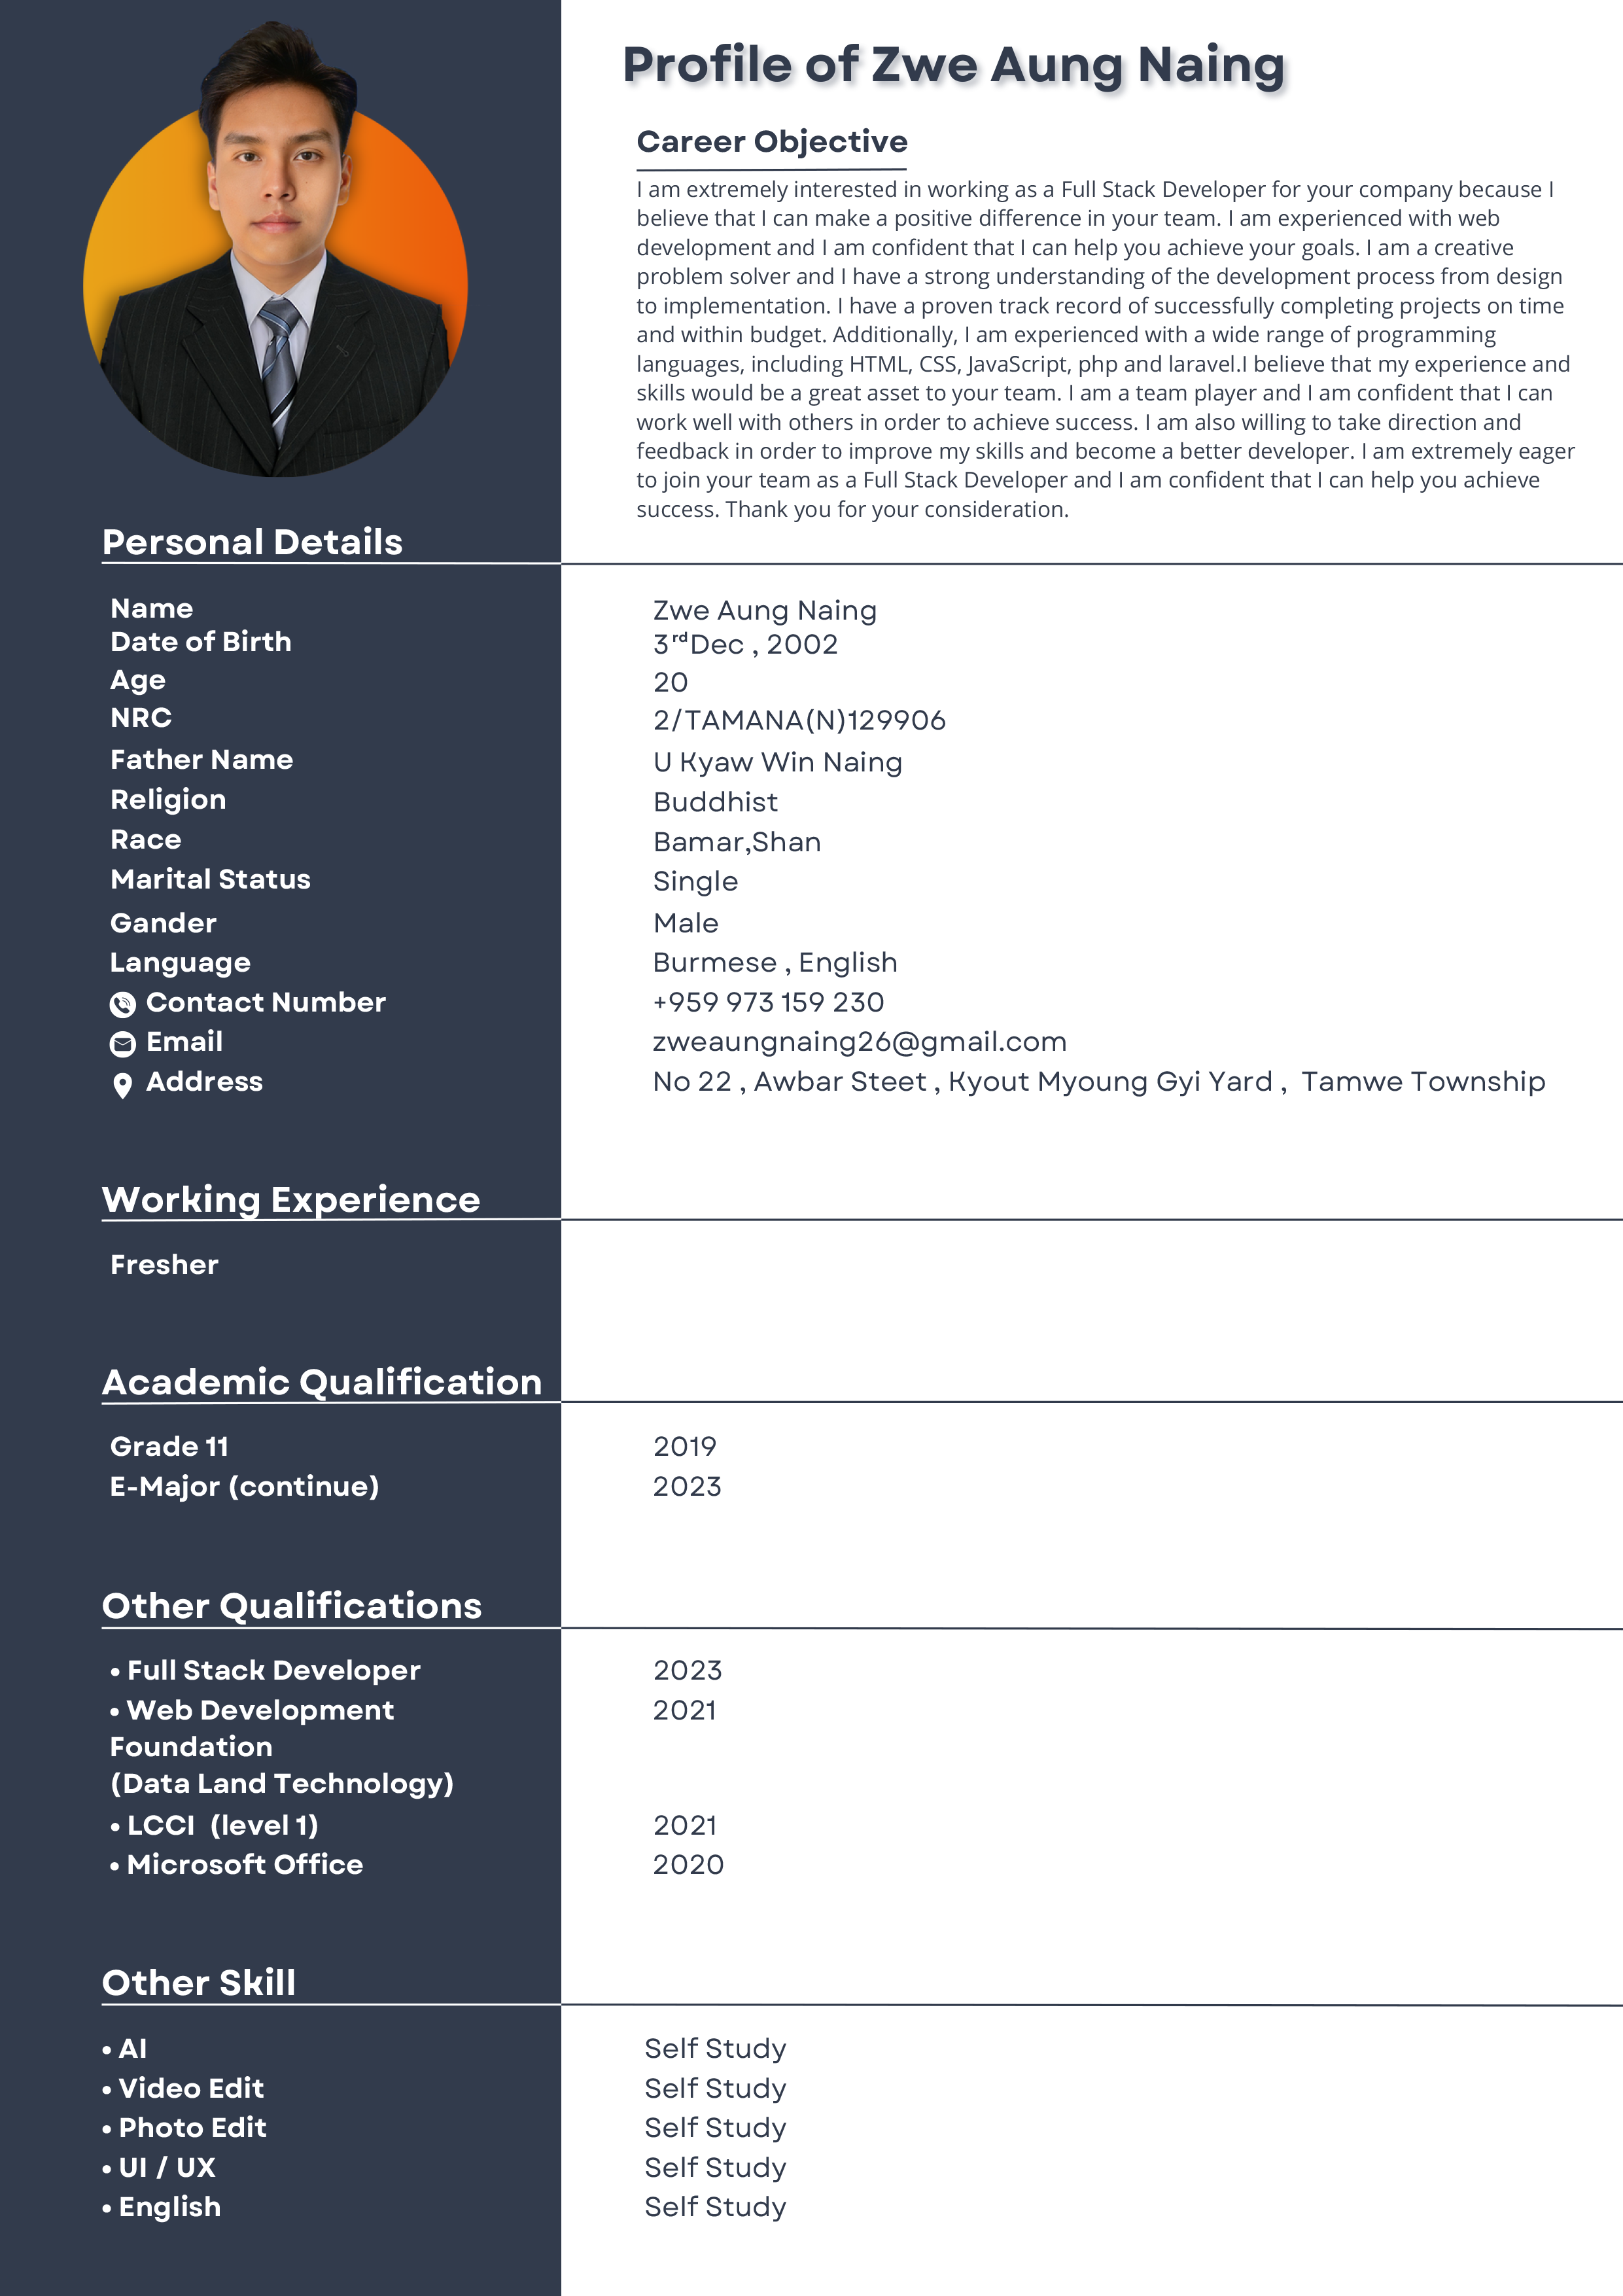 Profile of Zwe Aung Naing
Career Objective
I am extremely interested in working as a Full Stack Developer for your company because I
believe that I can make a positive difference in your team. I am experienced with web
development and I am confident that I can help you achieve your goals. I am a creative
problem solver and I have a strong understanding of the development process from design
to implementation. I have a proven track record of successfully completing projects on time
and within budget. Additionally, I am experienced with a wide range of programming
languages, including HTML, CSS, JavaScript, php and laravel.I believe that my experience and
skills would be a great asset to your team. I am a team player and I am confident that I can
work well with others in order to achieve success. I am also willing to take direction and
feedback in order to improve my skills and become a better developer. I am extremely eager
to join your team as a Full Stack Developer and I am confident that I can help you achieve
success. Thank you for your consideration.
Personal Details
Name Zwe Aung Naing
Date of Birth 3rd Dec , 2002
Age 20
NRC 2/TAMANA(N)129906
Father Name U Kyaw Win Naing
Religion Buddhist
Race Bamar,Shan
Marital Status Single
Gander Male
Language Burmese , English
Contact Number +959 973 159 230
Email zweaungnaing26@gmail.com
Address No 22 , Awbar Steet , Kyout Myoung Gyi Yard , Tamwe Township
Working Experience
Fresher
Academic Qualification
Grade 11 2019
E-Major (continue) 2023
Other Qualifications
• Full Stack Developer 2023
• Web Development 2021
Foundation
(Data Land Technology)
• LCCI (level 1) 2021
• Microsoft Office 2020
Other Skill
• AI Self Study
• Video Edit Self Study
• Photo Edit Self Study
• UI / UX Self Study
• English Self Study